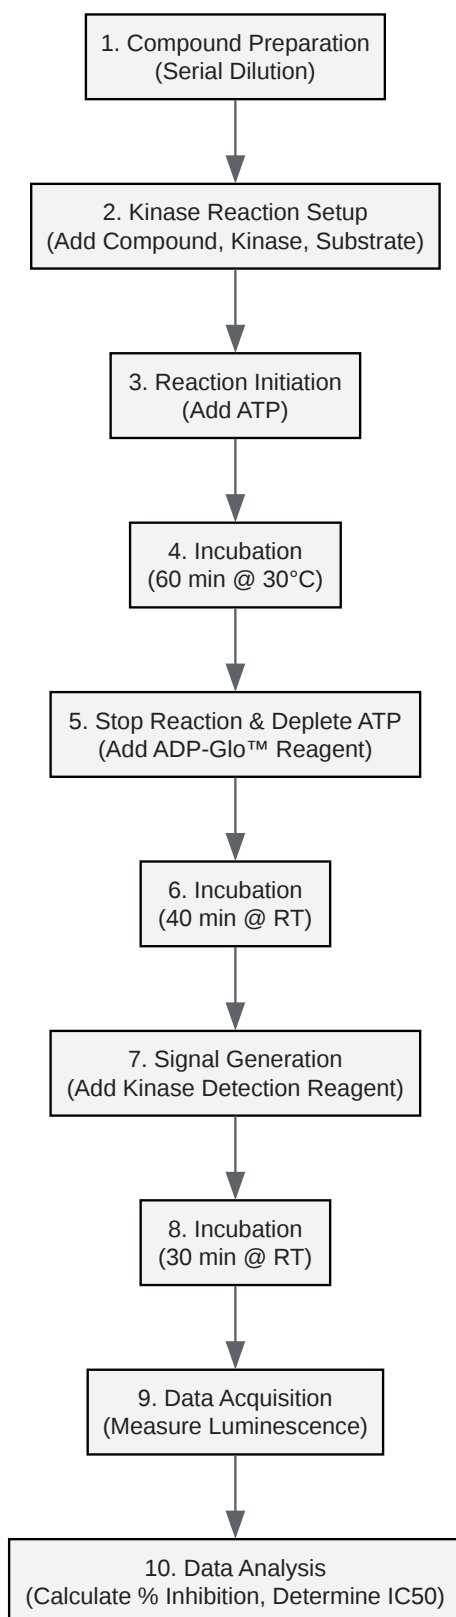 1. Compound Preparation
(Serial Dilution)
2. Kinase Reaction Setup
(Add Compound, Kinase, Substrate)
3. Reaction Initiation
(Add ATP)
4. Incubation
(60 min @ 30°C)
5. Stop Reaction & Deplete ATP
(Add ADP-Glo™ Reagent)
6. Incubation
(40 min @ RT)
7. Signal Generation
(Add Kinase Detection Reagent)
8. Incubation
(30 min @ RT)
9. Data Acquisition
(Measure Luminescence)
10. Data Analysis
(Calculate % Inhibition, Determine IC50)